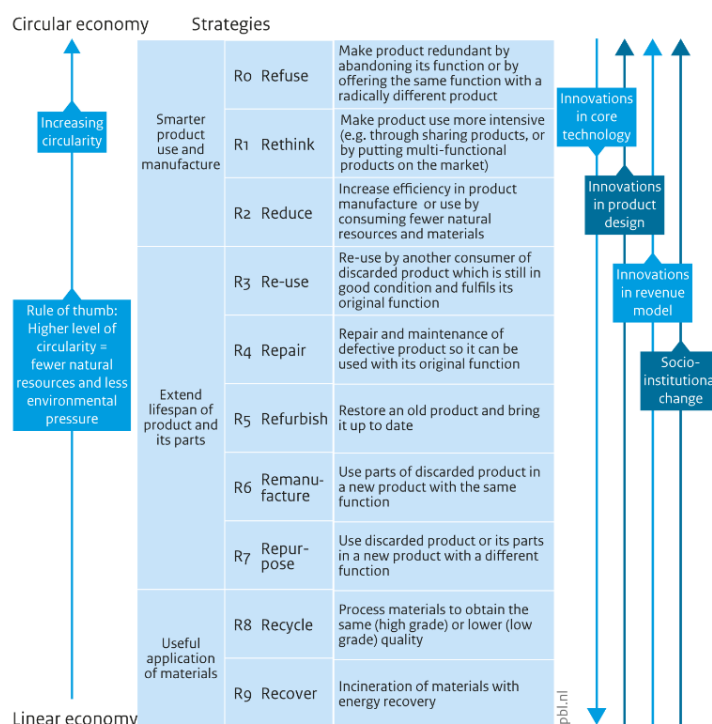 Circular economy
Strategies
Increasing
circularity
Rule of thumb:
Higher level of
circularity =
fewer natural
resources and less
environmental
pressure
Linear economy
Smarter
product
use and
manufacture
R0 Refuse
Make product redundant by
abandoning its function or by
offering the same function with a
radically different product
R1 Rethink
Make product use more intensive
(e.g. through sharing products, or
by putting multi-functional
products on the market)
R2 Reduce
Increase efficiency in product
manufacture or use by
consuming fewer natural
resources and materials
Extend
lifespan of
product and
its parts
R3 Re-use
Re-use by another consumer of
discarded product which is still in
good condition and fulfils its
original function
R4 Repair
Repair and maintenance of
defective product so it can be
used with its original function
R5 Refurbish
Restore an old product and bring
it up to date
R6 Remanu-
facture
Use parts of discarded product in
a new product with the same
function
R7 Repur-
pose
Use discarded product or its parts
in a new product with a different
function
Useful
application
of materials
R8 Recycle
Process materials to obtain the
same (high grade) or lower (low
grade) quality
R9 Recover
Incineration of materials with
energy recovery
Innovations
in core
technology
Innovations
in product
design
Innovations
in revenue
model
Socio-
institutional
change
pbl.nl